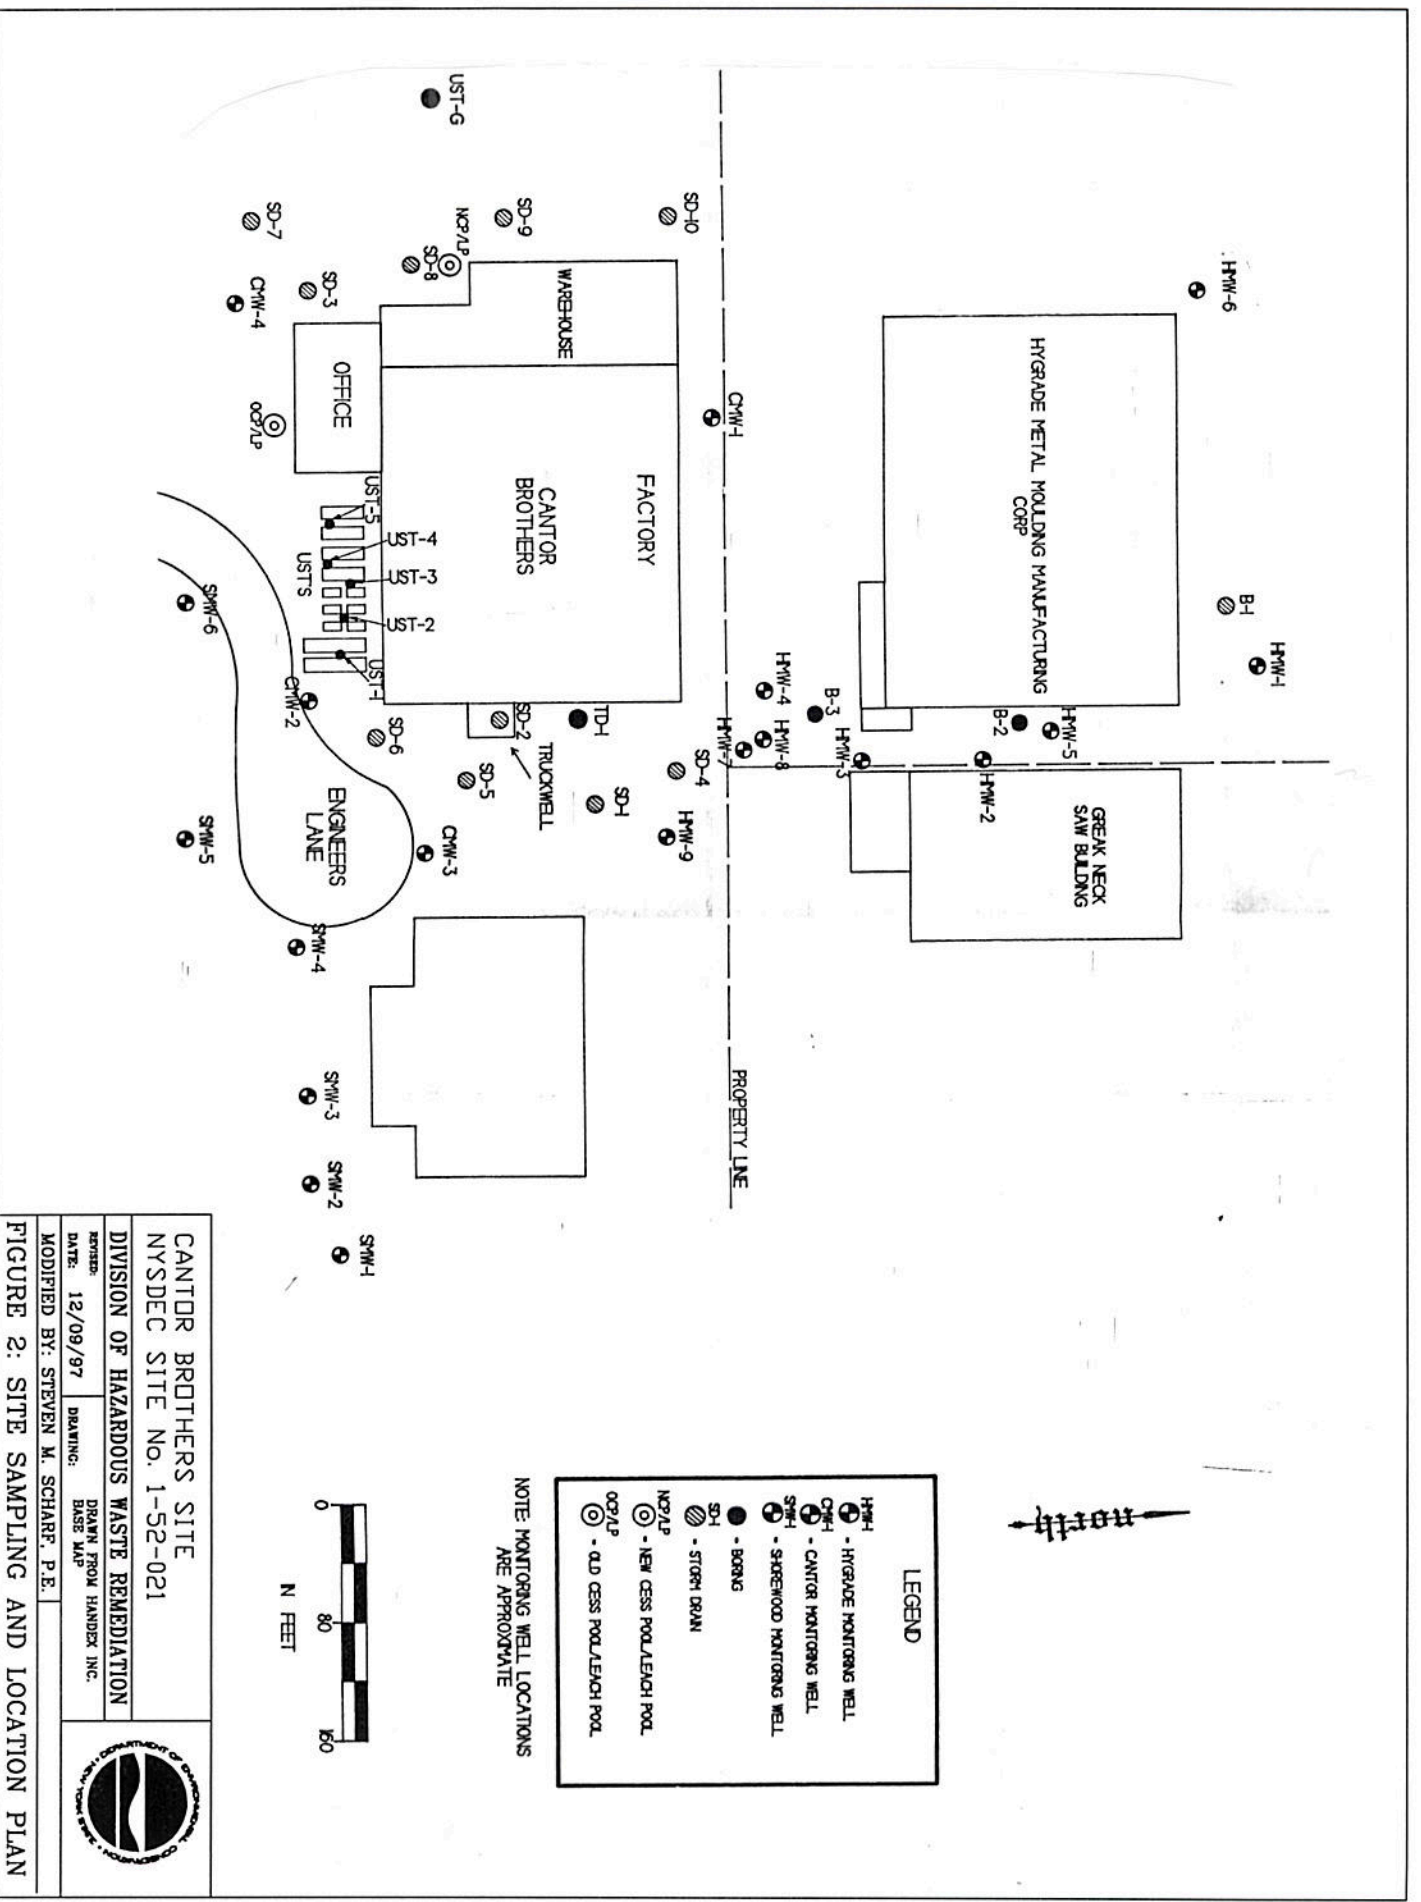 HMW-6
HYGRADE METAL MOULDING MANUFACTURING
CORP
B-1
HMW-1
HMW-5
B-2
HMW-2
HMW-3
B-3
HMW-4
HMW-8
HMW-7
GREAK NECK
SAW BUILDING
PROPERTY LINE
CMW-1
SD-10
SD-9
NCP/LP
SD-8
UST-G
SD-7
SD-3
CMW-4
WAREHOUSE
OFFICE
OCP/LP
FACTORY
CANTOR
BROTHERS
UST-5
UST-4
UST-3
UST-2
UST-1
UST'S
TD-1
SD-2
TRUCKWELL
SD-4
SD-1
HMW-9
SD-5
SD-6
CMW-2
CMW-3
ENGINEERS
LANE
SMW-6
SMW-5
SMW-4
SMW-3
SMW-2
SMW-1
north
LEGEND
HMW-1 - HYGRADE MONITORING WELL
CMW-1 - CANTOR MONITORING WELL
SMW-1 - SHOREWOOD MONITORING WELL
- BORING
SD-1 - STORM DRAIN
NCP/LP - NEW CESS POOL/LEACH POOL
OCP/LP - OLD CESS POOL/LEACH POOL
NOTE: MONITORING WELL LOCATIONS
ARE APPROXIMATE
0 80 160
N FEET
CANTOR BROTHERS SITE
NYSDEC SITE No. 1-52-021
DIVISION OF HAZARDOUS WASTE REMEDIATION
REVISED:
DATE: 12/09/97
DRAWING: DRAWN FROM HANDEX INC.
BASE MAP
MODIFIED BY: STEVEN M. SCHARF, P.E.
NEW YORK STATE • DEPARTMENT OF ENVIRONMENTAL CONSERVATION •
FIGURE 2: SITE SAMPLING AND LOCATION PLAN